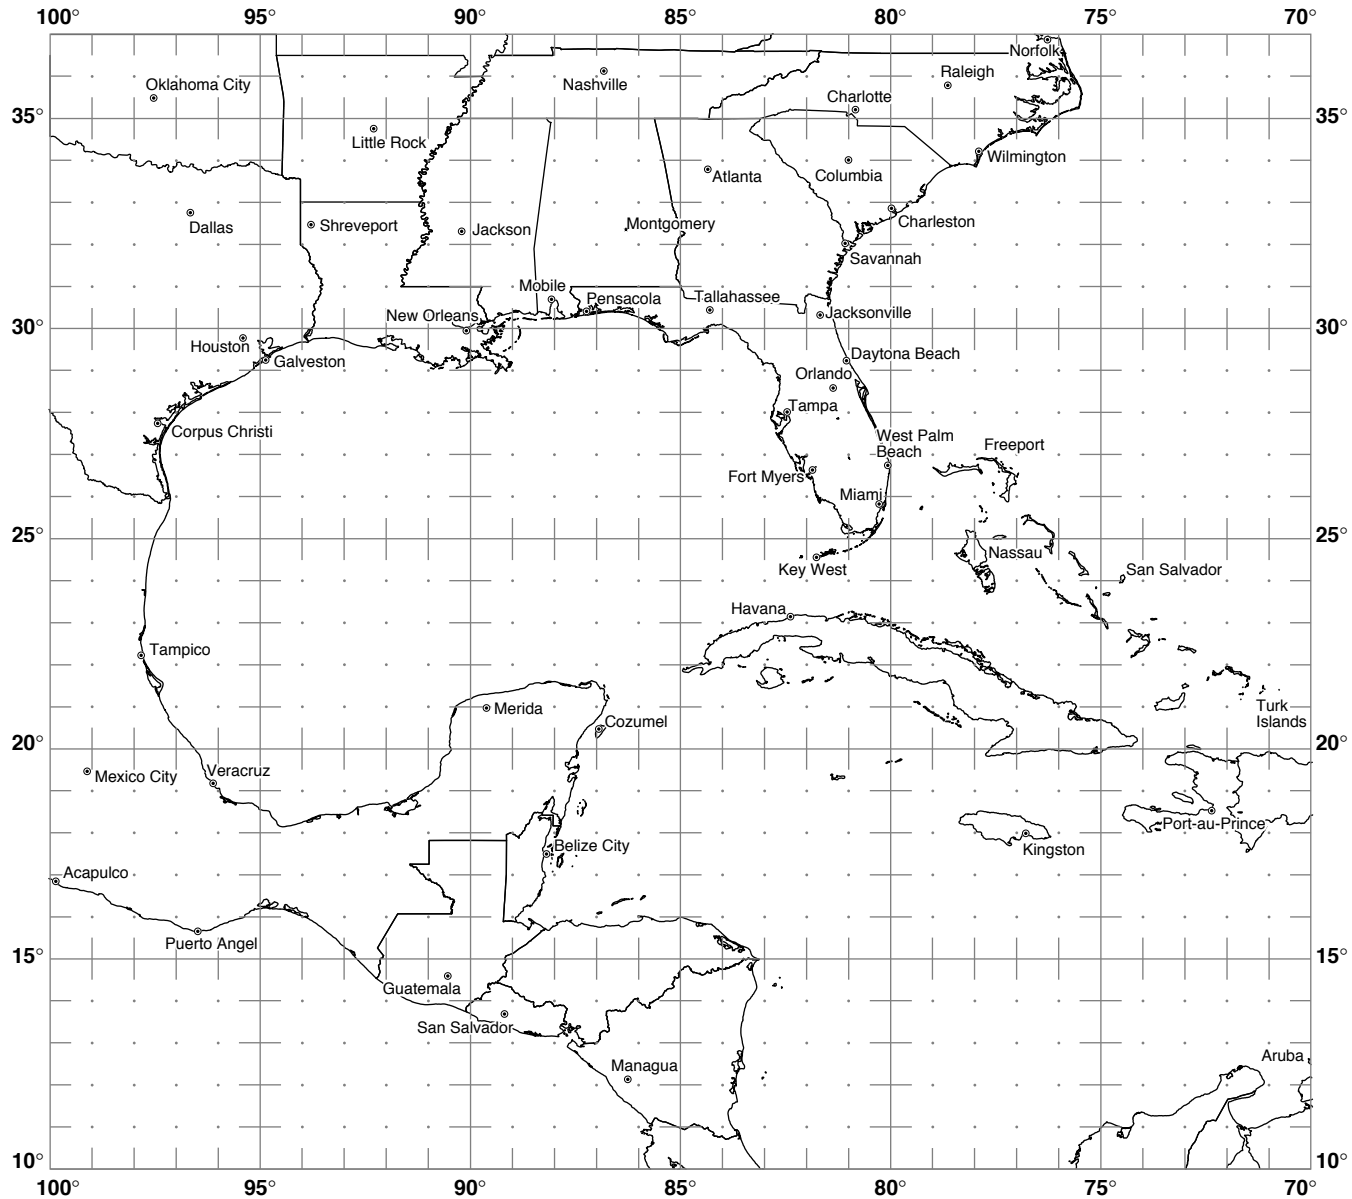 100° 95° 90° 85° 80° 75° 70°
Norfolk
Raleigh
Oklahoma City
Nashville
Charlotte
35° 35°
Little Rock
Wilmington
Atlanta
Columbia
Dallas
Shreveport
Jackson
Montgomery
Charleston
Savannah
Mobile
Pensacola
Tallahassee
New Orleans
Jacksonville
30° 30°
Houston
Galveston
Daytona Beach
Orlando
Tampa
Corpus Christi
West Palm
Beach
Freeport
Fort Myers
Miami
25° 25°
Nassau
Key West
San Salvador
Havana
Tampico
Merida
Cozumel
Turk
Islands
20° 20°
Mexico City
Veracruz
Port-au-Prince
Belize City
Kingston
Acapulco
Puerto Angel
15° 15°
Guatemala
San Salvador
Managua
Aruba
10° 10°
100° 95° 90° 85° 80° 75° 70°